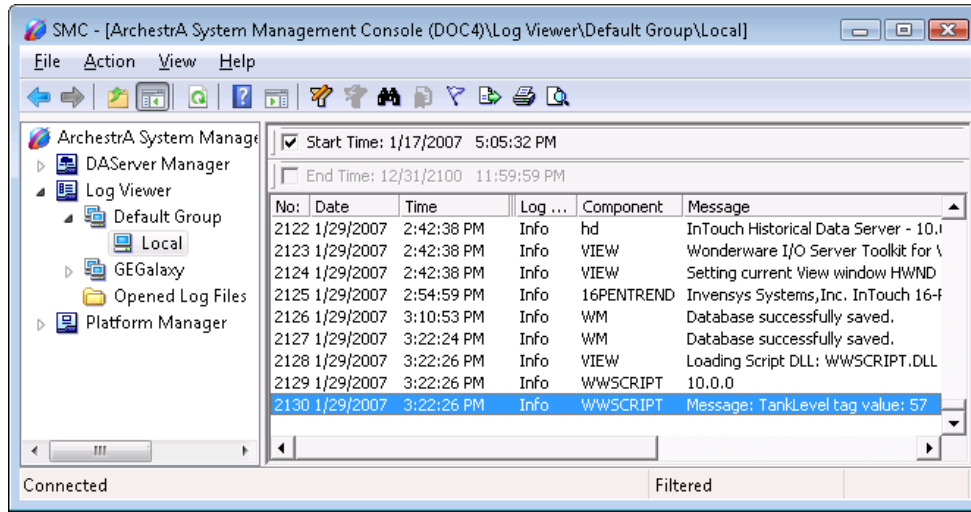 SMC - [ArchestrA System Management Console (DOC4)\Log Viewer\Default Group\Local]
File Action View Help
ArchestrA System Manage
DAServer Manager
Log Viewer
Default Group
Local
GEGalaxy
Opened Log Files
Platform Manager
Start Time: 1/17/2007 5:05:32 PM
End Time: 12/31/2100 11:59:59 PM
No: Date Time Log ... Component Message
2122 1/29/2007 2:42:38 PM Info hd InTouch Historical Data Server - 10.
2123 1/29/2007 2:42:38 PM Info VIEW Wonderware I/O Server Toolkit for
2124 1/29/2007 2:42:38 PM Info VIEW Setting current View window HWND
2125 1/29/2007 2:54:59 PM Info 16PENTREND Invensys Systems,Inc. InTouch 16-
2126 1/29/2007 3:10:53 PM Info WM Database successfully saved.
2127 1/29/2007 3:22:24 PM Info WM Database successfully saved.
2128 1/29/2007 3:22:26 PM Info VIEW Loading Script DLL: WWSCRIPT.DLL
2129 1/29/2007 3:22:26 PM Info WWSCRIPT 10.0.0
2130 1/29/2007 3:22:26 PM Info WWSCRIPT Message: TankLevel tag value: 57
Connected Filtered